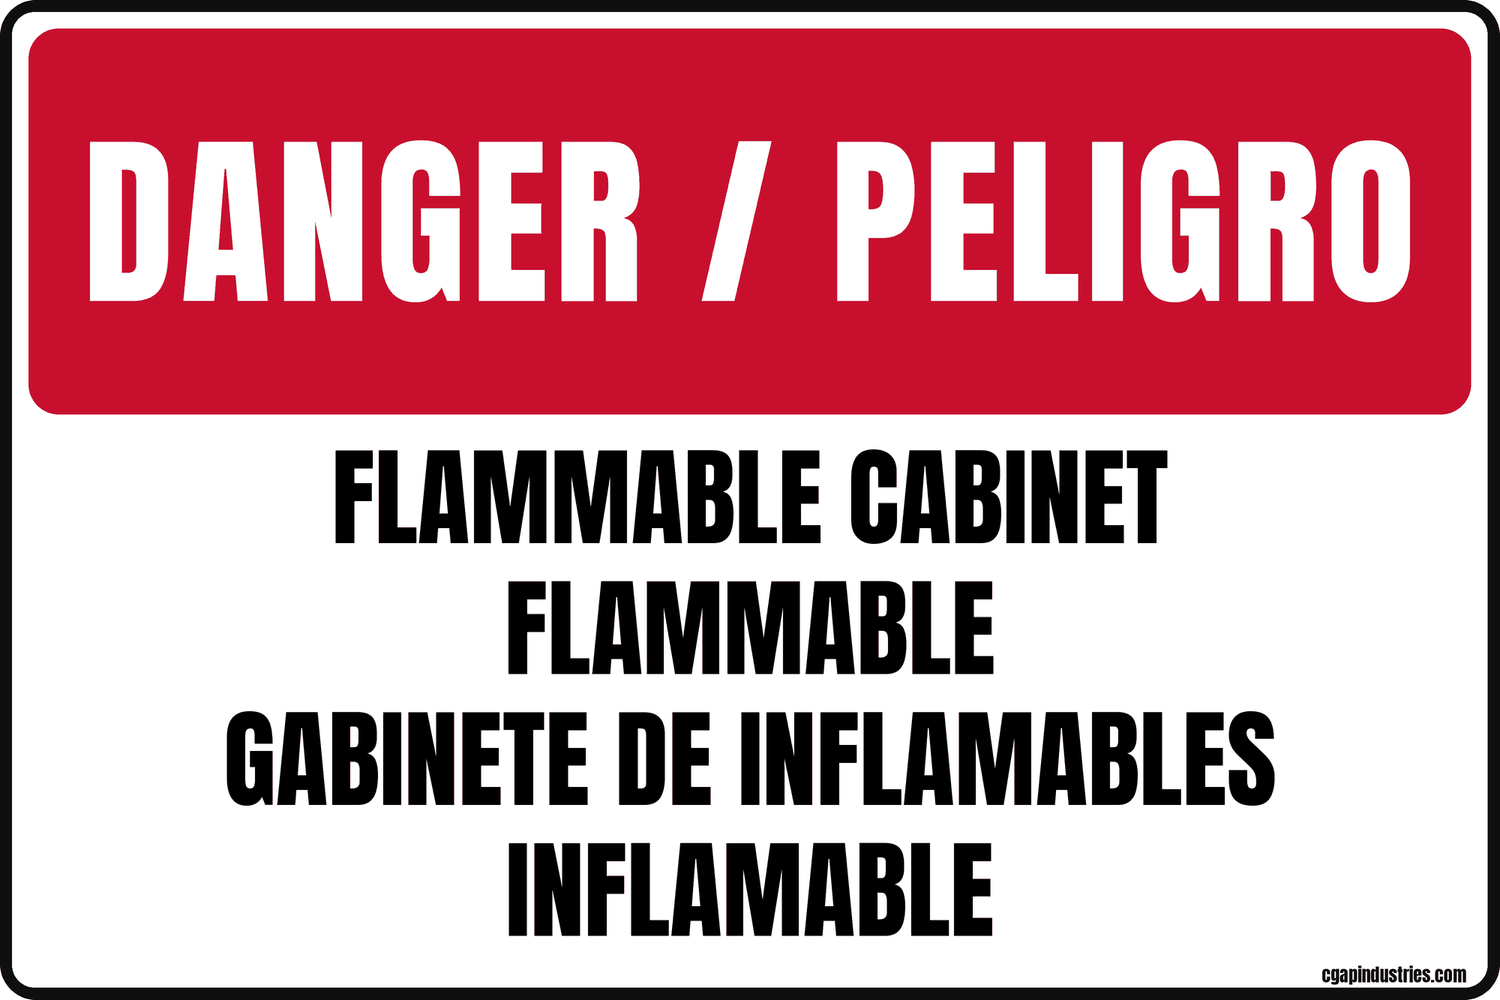 DANGER / PELIGRO
FLAMMABLE CABINET
FLAMMABLE
GABINETE DE INFLAMABLES
INFLAMABLE
cgapindustries.com